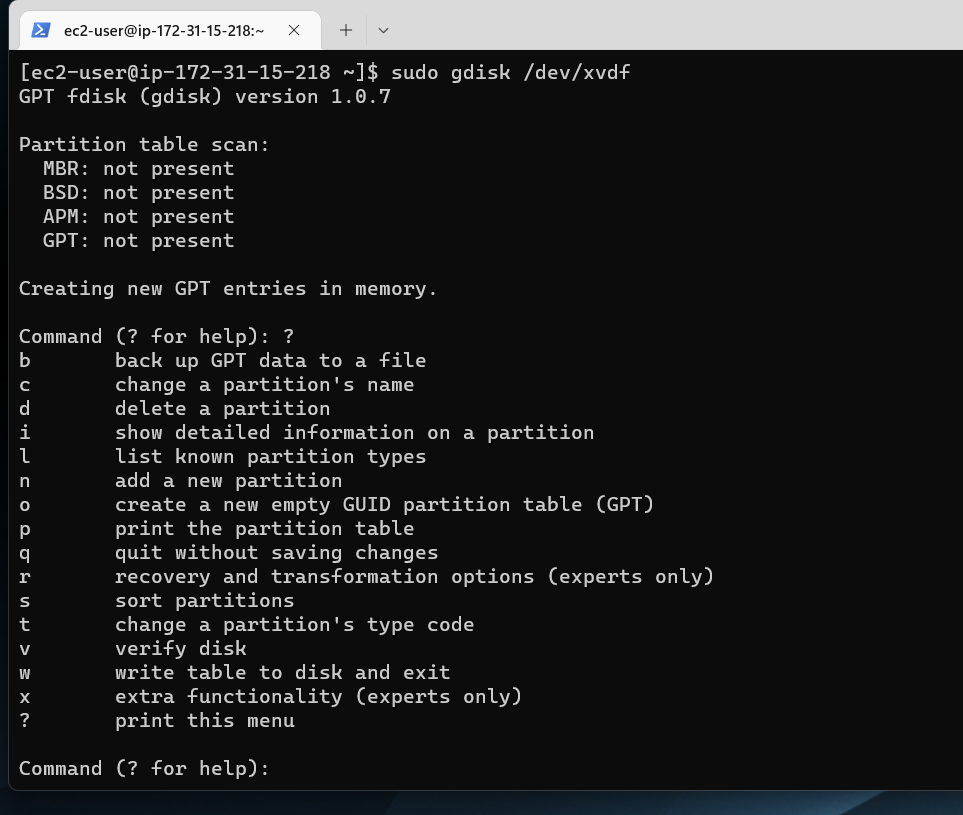 ec2-user@ip-172-31-15-218:~
[ec2-user@ip-172-31-15-218 ~]$ sudo gdisk /dev/xvdf
GPT fdisk (gdisk) version 1.0.7

Partition table scan:
  MBR: not present
  BSD: not present
  APM: not present
  GPT: not present

Creating new GPT entries in memory.

Command (? for help): ?
b       back up GPT data to a file
c       change a partition's name
d       delete a partition
i       show detailed information on a partition
l       list known partition types
n       add a new partition
o       create a new empty GUID partition table (GPT)
p       print the partition table
q       quit without saving changes
r       recovery and transformation options (experts only)
s       sort partitions
t       change a partition's type code
v       verify disk
w       write table to disk and exit
x       extra functionality (experts only)
?       print this menu

Command (? for help):